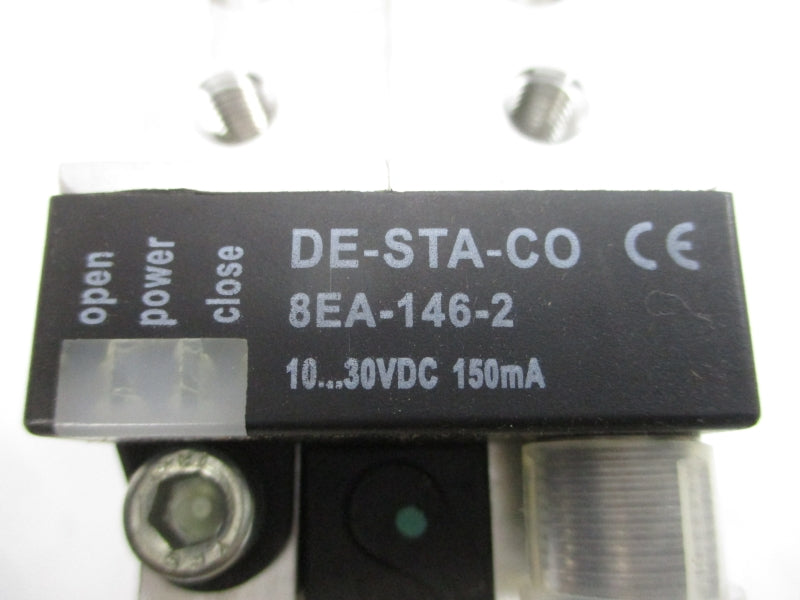 open
power
close
DE-STA-CO CE
8EA-146-2
10...30VDC 150mA